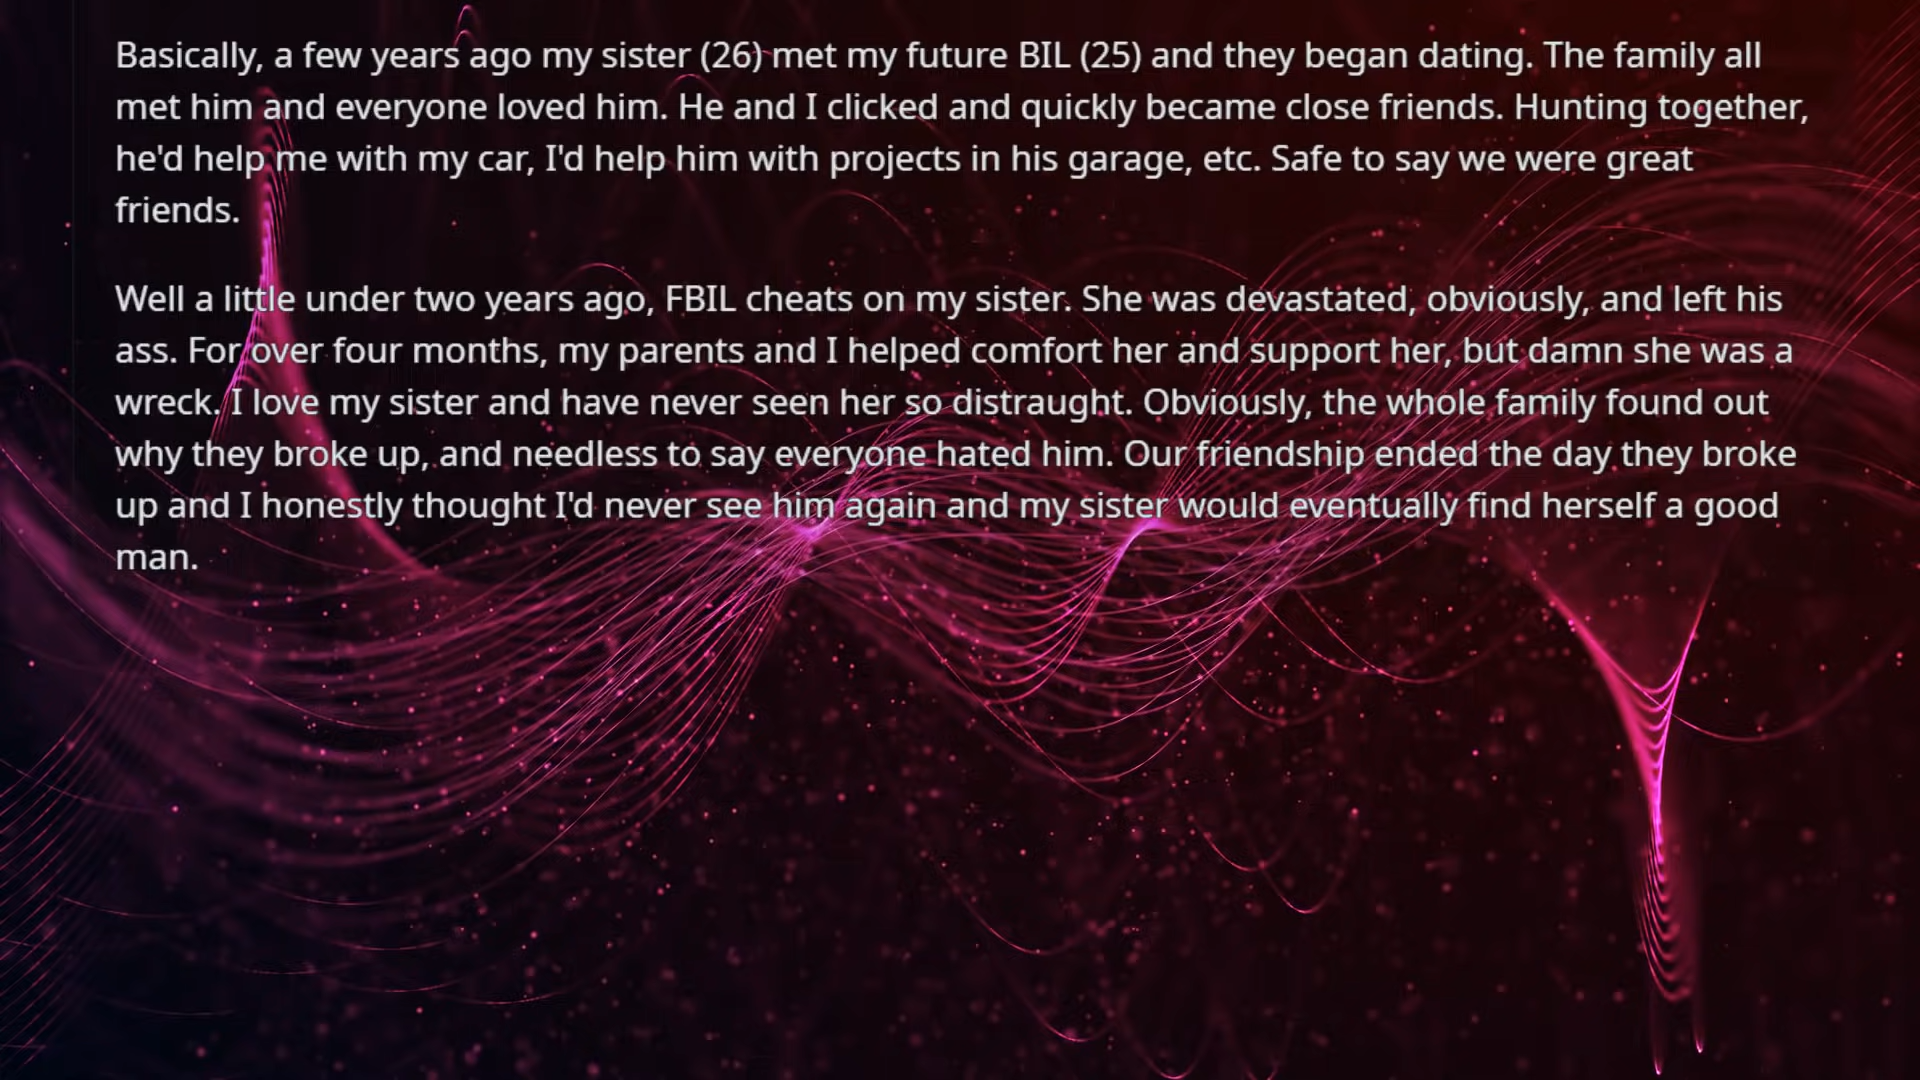 Basically, a few years ago my sister (26) met my future BIL (25) and they began dating. The family all
met him and everyone loved him. He and I clicked and quickly became close friends. Hunting together,
he'd help me with my car, I'd help him with projects in his garage, etc. Safe to say we were great
friends.
Well a little under two years ago, FBIL cheats on my sister. She was devastated, obviously, and left his
ass. For over four months, my parents and I helped comfort her and support her, but damn she was a
wreck. I love my sister and have never seen her so distraught. Obviously, the whole family found out
why they broke up, and needless to say everyone hated him. Our friendship ended the day they broke
up and I honestly thought I'd never see him again and my sister would eventually find herself a good
man.